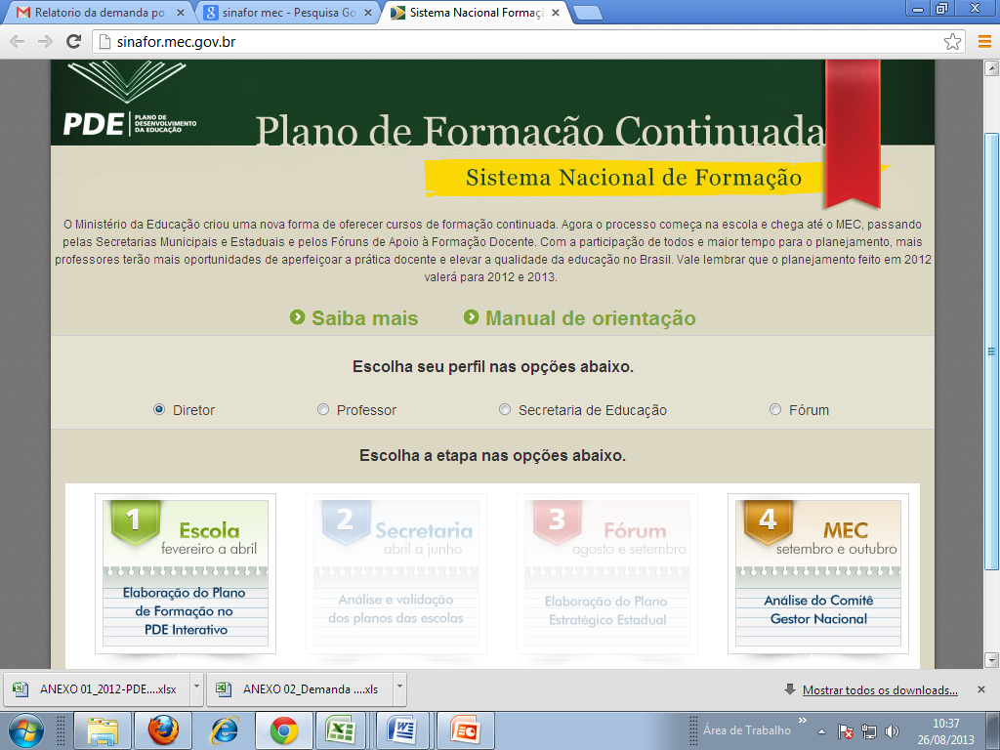 Relatorio da demanda po
sinafor mec - Pesquisa Go
Sistema Nacional Formaç
sinafor.mec.gov.br
PDE PLANO DE
DESENVOLVIMENTO
DA EDUCAÇÃO
Plano de Formação Continuada
Sistema Nacional de Formação
O Ministério da Educação criou uma nova forma de oferecer cursos de formação continuada. Agora o processo começa na escola e chega até o MEC, passando
pelas Secretarias Municipais e Estaduais e pelos Fóruns de Apoio à Formação Docente. Com a participação de todos e maior tempo para o planejamento, mais
professores terão mais oportunidades de aperfeiçoar a prática docente e elevar a qualidade da educação no Brasil. Vale lembrar que o planejamento feito em 2012
valerá para 2012 e 2013.
Saiba mais Manual de orientação
Escolha seu perfil nas opções abaixo.
Diretor Professor Secretaria de Educação Fórum
Escolha a etapa nas opções abaixo.
1 Escola
fevereiro a abril
Elaboração do Plano
de Formação no
PDE Interativo
2 Secretaria
abril a junho
Análise e validação
dos planos das escolas
3 Fórum
agosto e setembro
Elaboração do Plano
Estratégico Estadual
4 MEC
setembro e outubro
Análise do Comitê
Gestor Nacional
ANEXO 01_2012-PDE....xlsx
ANEXO 02_Demanda ....xls
Mostrar todos os downloads...
Área de Trabalho
10:37
26/08/2013